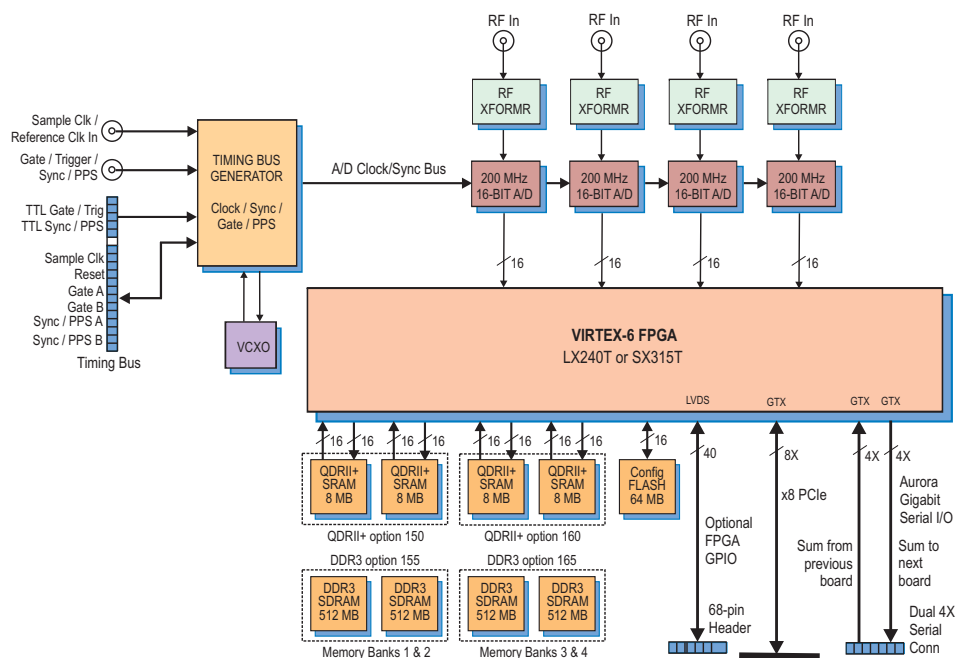 RF In
RF In
RF In
RF In
RF
XFORMR
RF
XFORMR
RF
XFORMR
RF
XFORMR
Sample Clk /
Reference Clk In
Gate / Trigger /
Sync / PPS
TTL Gate / Trig
TTL Sync / PPS
Sample Clk
Reset
Gate A
Gate B
Sync / PPS A
Sync / PPS B
Timing Bus
TIMING BUS
GENERATOR
Clock / Sync /
Gate / PPS
VCXO
A/D Clock/Sync Bus
200 MHz
16-BIT A/D
200 MHz
16-BIT A/D
200 MHz
16-BIT A/D
200 MHz
16-BIT A/D
16
16
16
16
VIRTEX-6 FPGA
LX240T or SX315T
LVDS
GTX
GTX
GTX
16
16
16
16
16
16
16
16
16
40
8X
4X
4X
QDRII+
SRAM
8 MB
QDRII+
SRAM
8 MB
QDRII+
SRAM
8 MB
QDRII+
SRAM
8 MB
Config
FLASH
64 MB
QDRII+ option 150
QDRII+ option 160
DDR3 option 155
DDR3 option 165
DDR3
SDRAM
512 MB
DDR3
SDRAM
512 MB
DDR3
SDRAM
512 MB
DDR3
SDRAM
512 MB
Memory Banks 1 & 2
Memory Banks 3 & 4
Optional
FPGA
GPIO
68-pin
Header
x8 PCIe
Sum from
previous
board
Aurora
Gigabit
Serial I/O
Sum to
next
board
Dual 4X
Serial
Conn